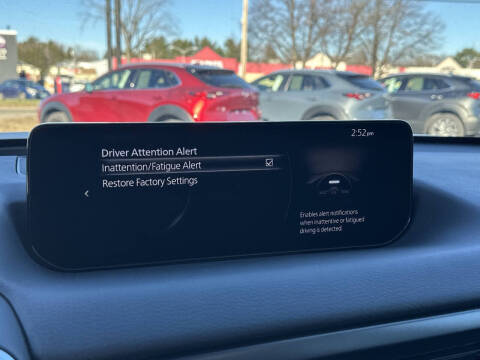 2:52 pm
Driver Attention Alert
Inattention/Fatigue Alert
Restore Factory Settings
Enables alert notifications
when inattentive or fatigued
driving is detected.